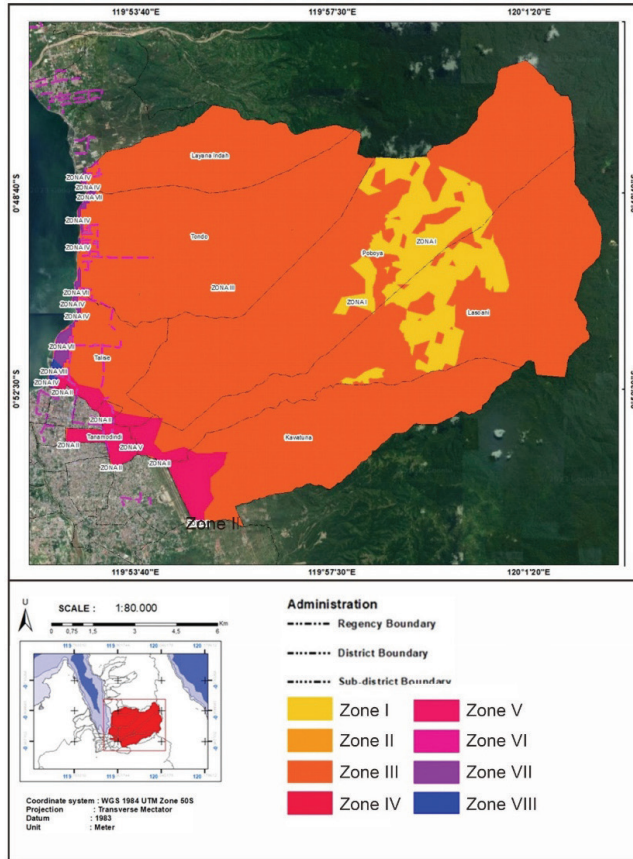 119°53'40"E 119°57'30"E 120°1'20"E
0°48'40"S
0°52'30"S
Layana Indah
ZONA IV
ZONA IV
ZONA VII
ZONA IV
Tondo
ZONA IV
ZONA I
Poboya
ZONA III
ZONA VII
ZONA IV
ZONA I
ZONA IV
Lasoani
ZONA VII
Talise
ZONA VIII
ZONA IV
ZONA II
ZONA II
Tanamodindi
Kawatuna
ZONA II
ZONA V
ZONA II
ZONA II
Zone II
119°53'40"E 119°57'30"E 120°1'20"E
U
SCALE : 1:80.000
0 0,75 1,5 3 4,5 6
Km
119 119 120 120
Coordinate system : WGS 1984 UTM Zone 50S
Projection : Transverse Mectator
Datum : 1983
Unit : Meter
Administration
Regency Boundary
District Boundary
Sub-district Boundary
Zone I Zone V
Zone II Zone VI
Zone III Zone VII
Zone IV Zone VIII